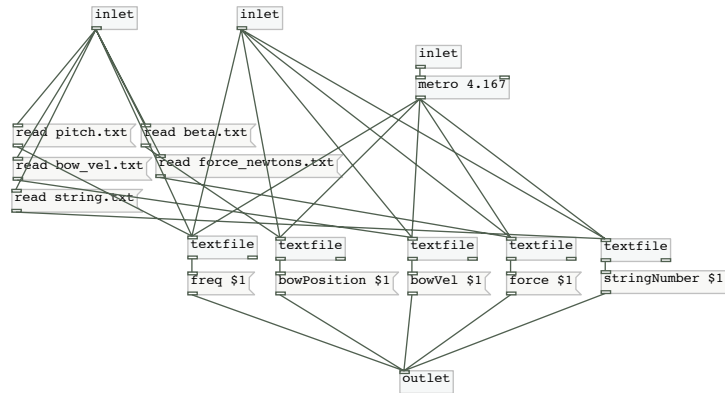 inlet
inlet
inlet
metro 4.167
read pitch.txt
read beta.txt
read bow_vel.txt
read force_newtons.txt
read string.txt
textfile
textfile
textfile
textfile
textfile
freq $1
bowPosition $1
bowVel $1
force $1
stringNumber $1
outlet